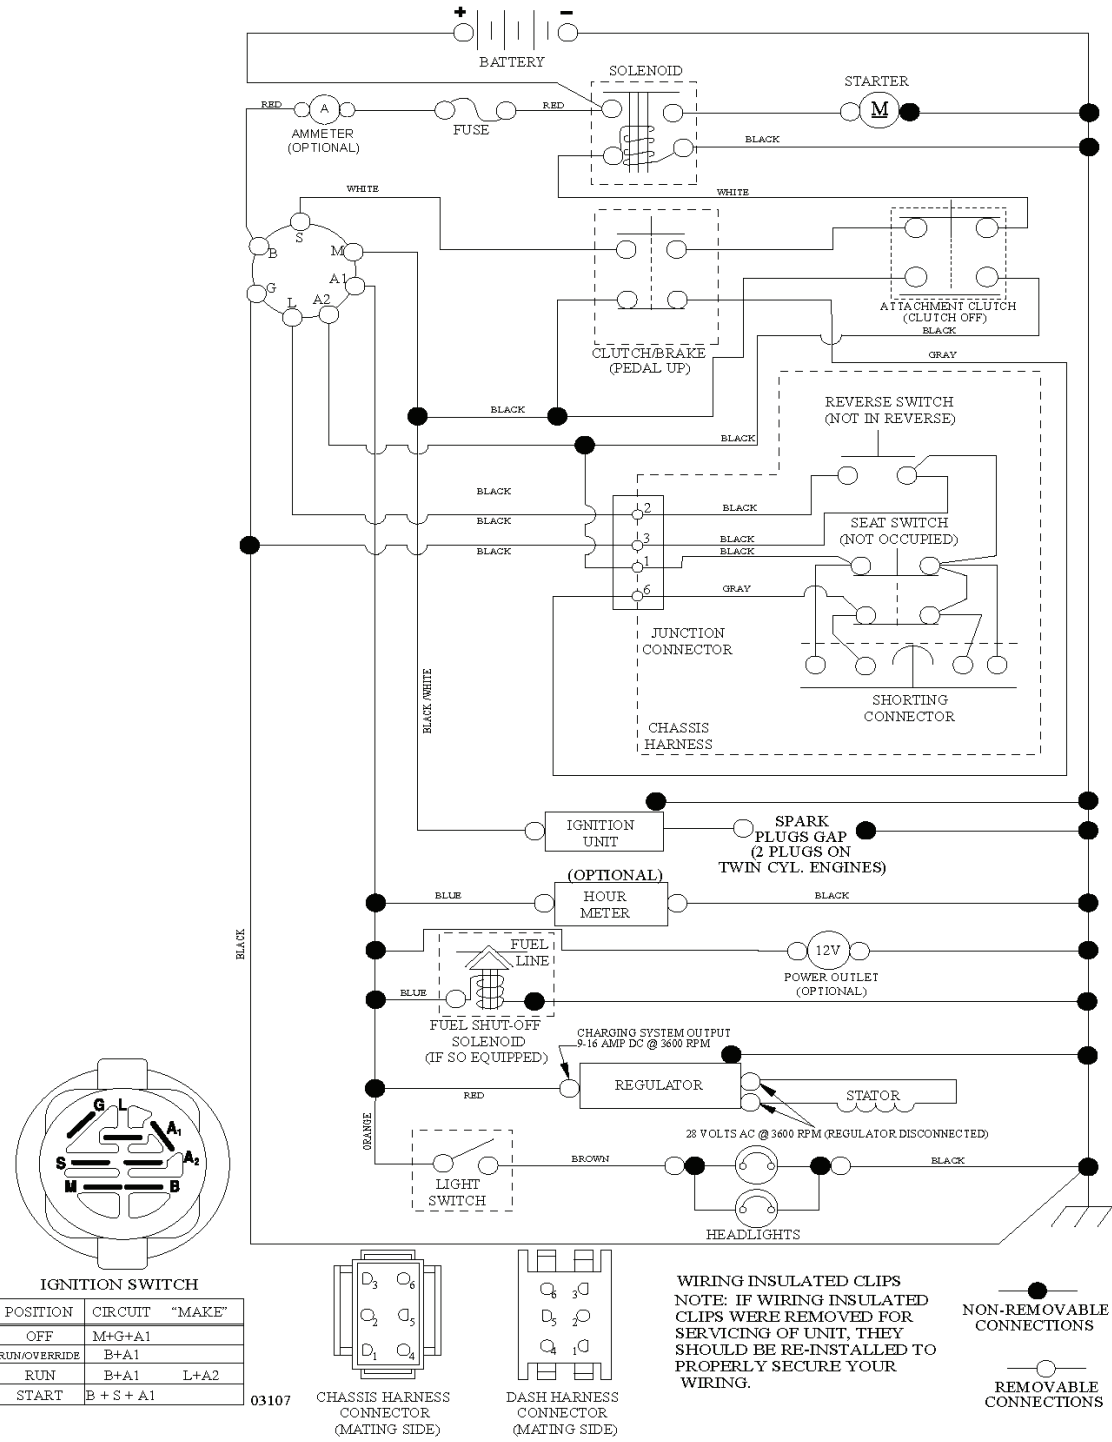 + −
BATTERY
SOLENOID
STARTER
RED
A
RED
M
AMMETER
(OPTIONAL)
FUSE
BLACK
WHITE
WHITE
S
B
M
A1
G
L
A2
ATTACHMENT CLUTCH
(CLUTCH OFF)
BLACK
CLUTCH/BRAKE
(PEDAL UP)
GRAY
REVERSE SWITCH
(NOT IN REVERSE)
BLACK
BLACK
BLACK
2
BLACK
BLACK
SEAT SWITCH
(NOT OCCUPIED)
3
BLACK
BLACK
BLACK
1
6
GRAY
JUNCTION
CONNECTOR
BLACK /WHITE
SHORTING
CONNECTOR
CHASSIS
HARNESS
IGNITION
UNIT
SPARK
PLUGS GAP
(2 PLUGS ON
TWIN CYL. ENGINES)
(OPTIONAL)
BLUE
HOUR
METER
BLACK
BLACK
FUEL
LINE
12V
POWER OUTLET
(OPTIONAL)
BLUE
FUEL SHUT-OFF
SOLENOID
(IF SO EQUIPPED)
CHARGING SYSTEM OUTPUT
9-16 AMP DC @ 3600 RPM
REGULATOR
RED
STATOR
ORANGE
28 VOLTS AC @ 3600 RPM (REGULATOR DISCONNECTED)
BROWN
BLACK
LIGHT
SWITCH
HEADLIGHTS
G L
A1
S
A2
M
B
IGNITION SWITCH
POSITION CIRCUIT “MAKE”
OFF M+G+A1
RUN/OVERRIDE B+A1
RUN B+A1 L+A2
START B + S + A1
03107
3 6
2 5
1 4
CHASSIS HARNESS
CONNECTOR
(MATING SIDE)
6 3
5 2
4 1
DASH HARNESS
CONNECTOR
(MATING SIDE)
WIRING INSULATED CLIPS
NOTE: IF WIRING INSULATED
CLIPS WERE REMOVED FOR
SERVICING OF UNIT, THEY
SHOULD BE RE-INSTALLED TO
PROPERLY SECURE YOUR
WIRING.
NON-REMOVABLE
CONNECTIONS
REMOVABLE
CONNECTIONS